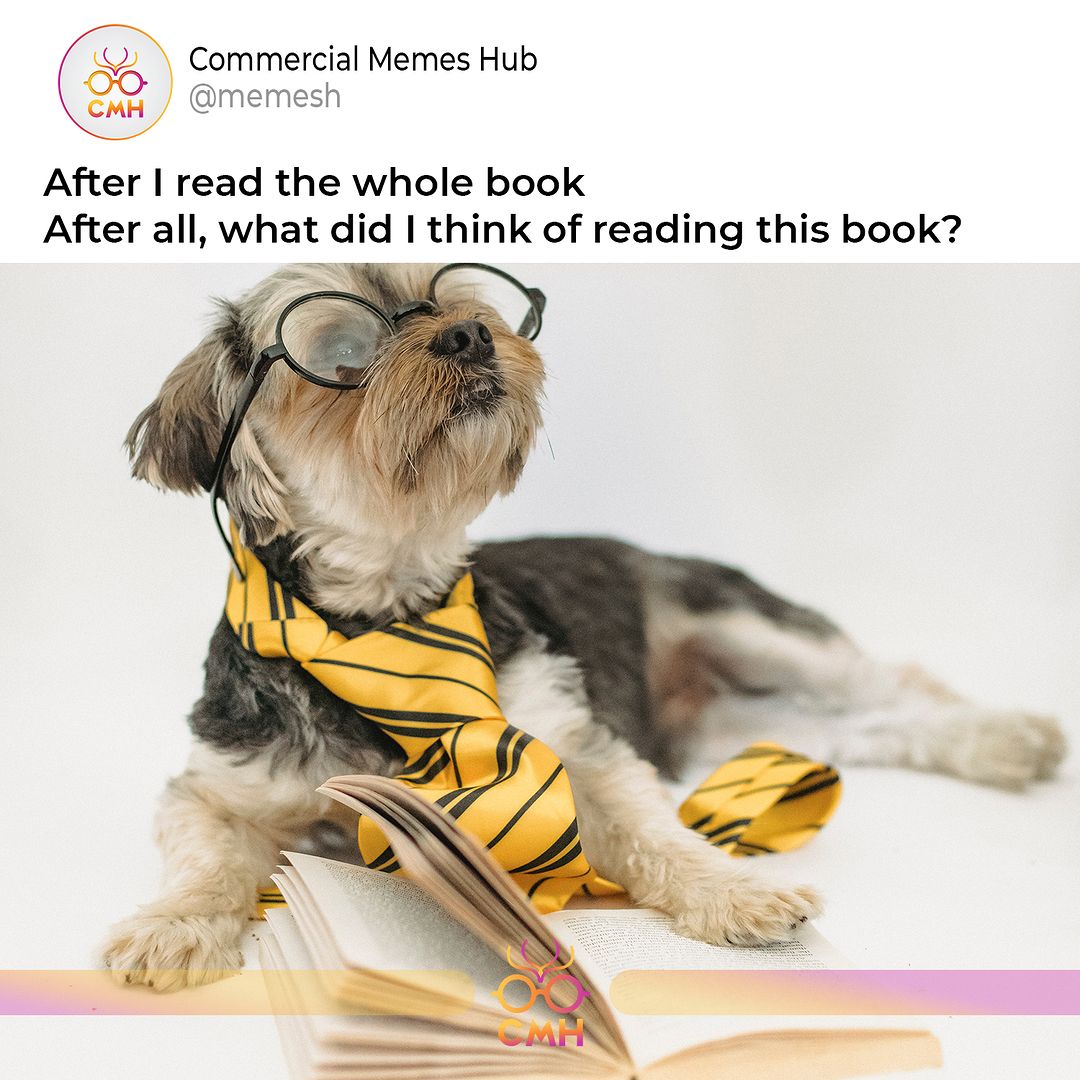 CMH
Commercial Memes Hub
@memesh
After I read the whole book
After all, what did I think of reading this book?
CMH